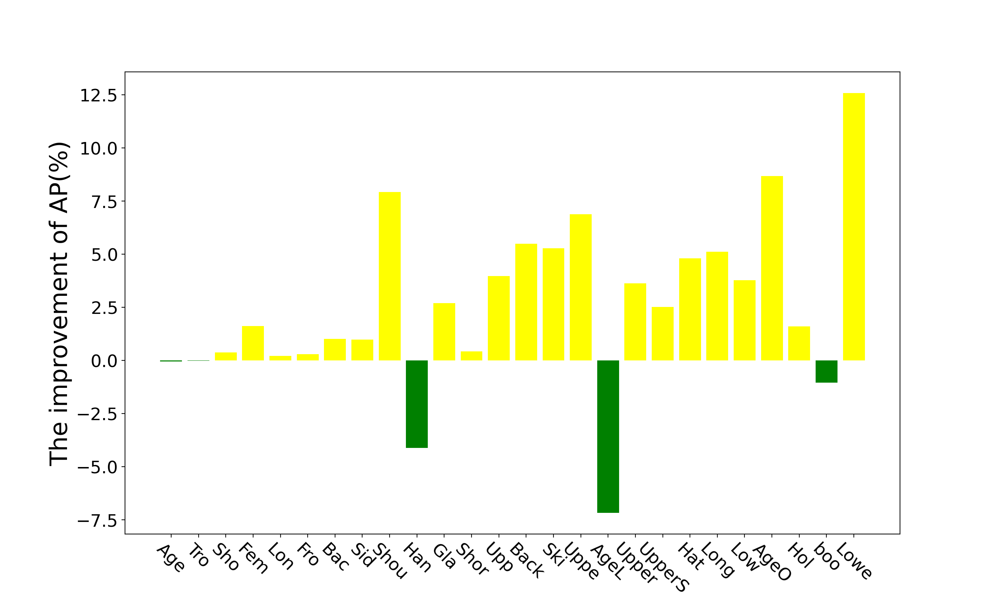 The improvement of AP(%)
12.5
10.0
7.5
5.0
2.5
0.0
−2.5
−5.0
−7.5
Age
Tro
Sho
Fem
Lon
Fro
Bac
Sid
Shou
Han
Gla
Shor
Upp
Back
Ski
Uppe
AgeL
Upper
UpperS
Hat
Long
Low
AgeO
Hol
boo
Lowe